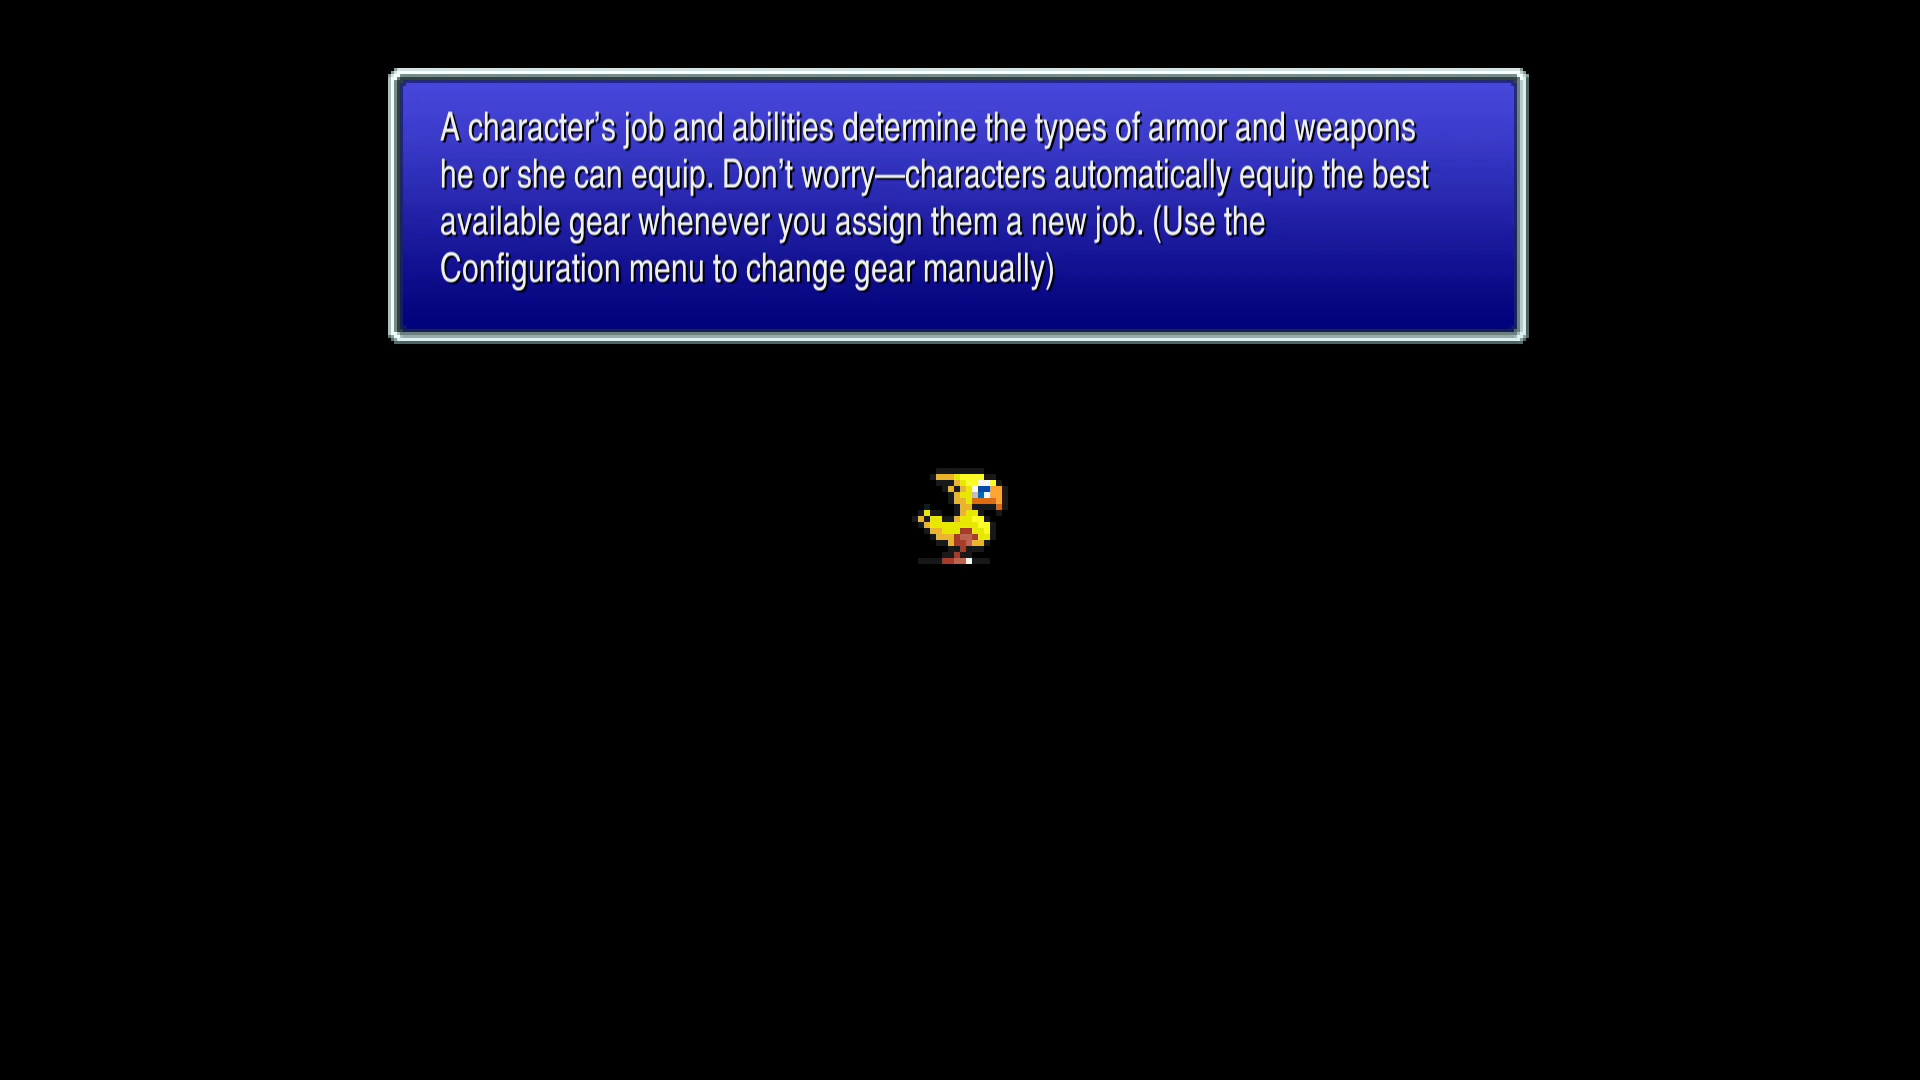 A character’s job and abilities determine the types of armor and weapons
he or she can equip. Don’t worry—characters automatically equip the best
available gear whenever you assign them a new job. (Use the
Configuration menu to change gear manually)